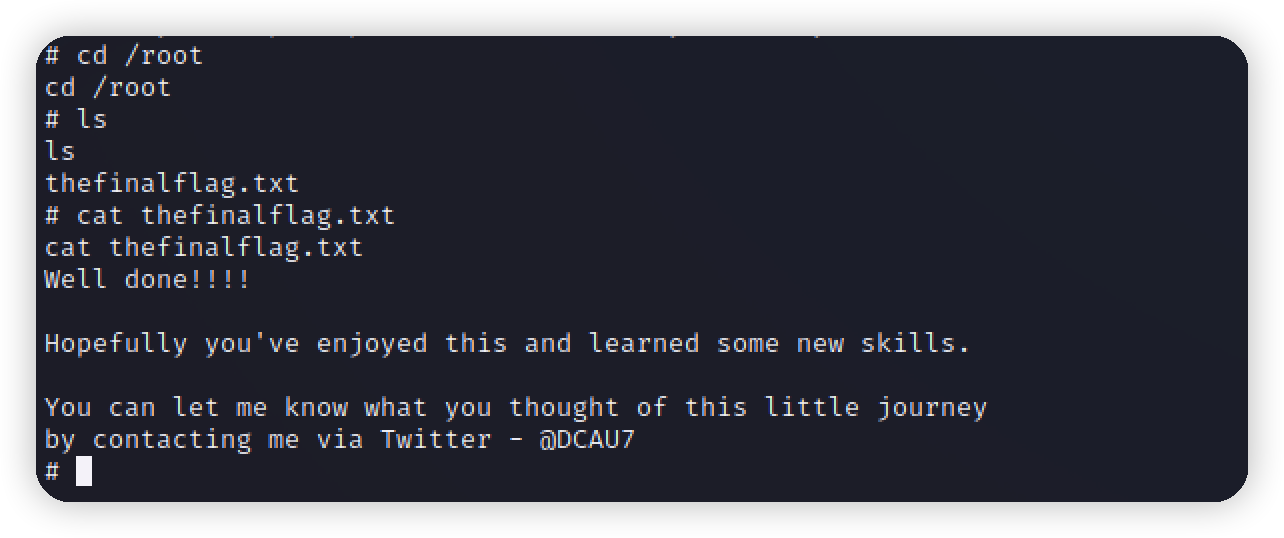 # cd /root
cd /root
# ls
ls
thefinalflag.txt
# cat thefinalflag.txt
cat thefinalflag.txt
Well done!!!!
Hopefully you've enjoyed this and learned some new skills.
You can let me know what you thought of this little journey
by contacting me via Twitter - @DCAU7
#